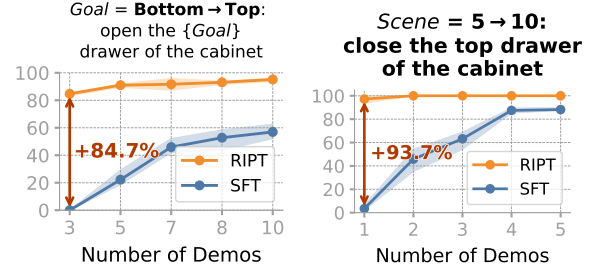 Goal = Bottom→Top:
open the {Goal}
drawer of the cabinet
100
80
60
40
20
0
+84.7%
RIPT
SFT
3 5 7 8 10
Number of Demos
Scene = 5→10:
close the top drawer
of the cabinet
100
80
60
40
20
0
+93.7%
RIPT
SFT
1 2 3 4 5
Number of Demos